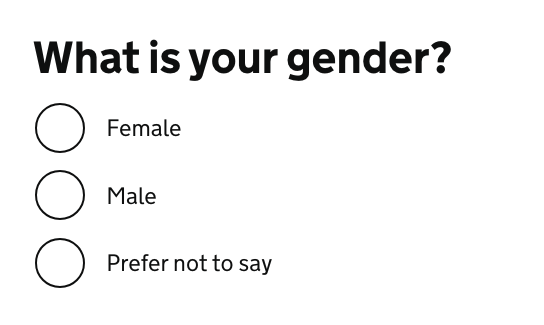 What is your gender?
Female
Male
Prefer not to say